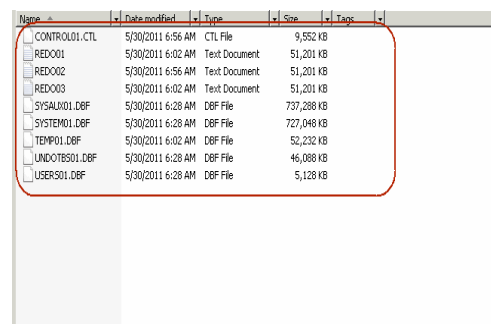 Name Date modified Type Size Tags
CONTROL01.CTL 5/30/2011 6:56 AM CTL File 9,552 KB
REDO01 5/30/2011 6:02 AM Text Document 51,201 KB
REDO02 5/30/2011 6:56 AM Text Document 51,201 KB
REDO03 5/30/2011 6:02 AM Text Document 51,201 KB
SYSAUX01.DBF 5/30/2011 6:28 AM DBF File 737,288 KB
SYSTEM01.DBF 5/30/2011 6:28 AM DBF File 727,048 KB
TEMP01.DBF 5/30/2011 6:02 AM DBF File 52,232 KB
UNDOTBS01.DBF 5/30/2011 6:28 AM DBF File 46,088 KB
USERS01.DBF 5/30/2011 6:28 AM DBF File 5,128 KB